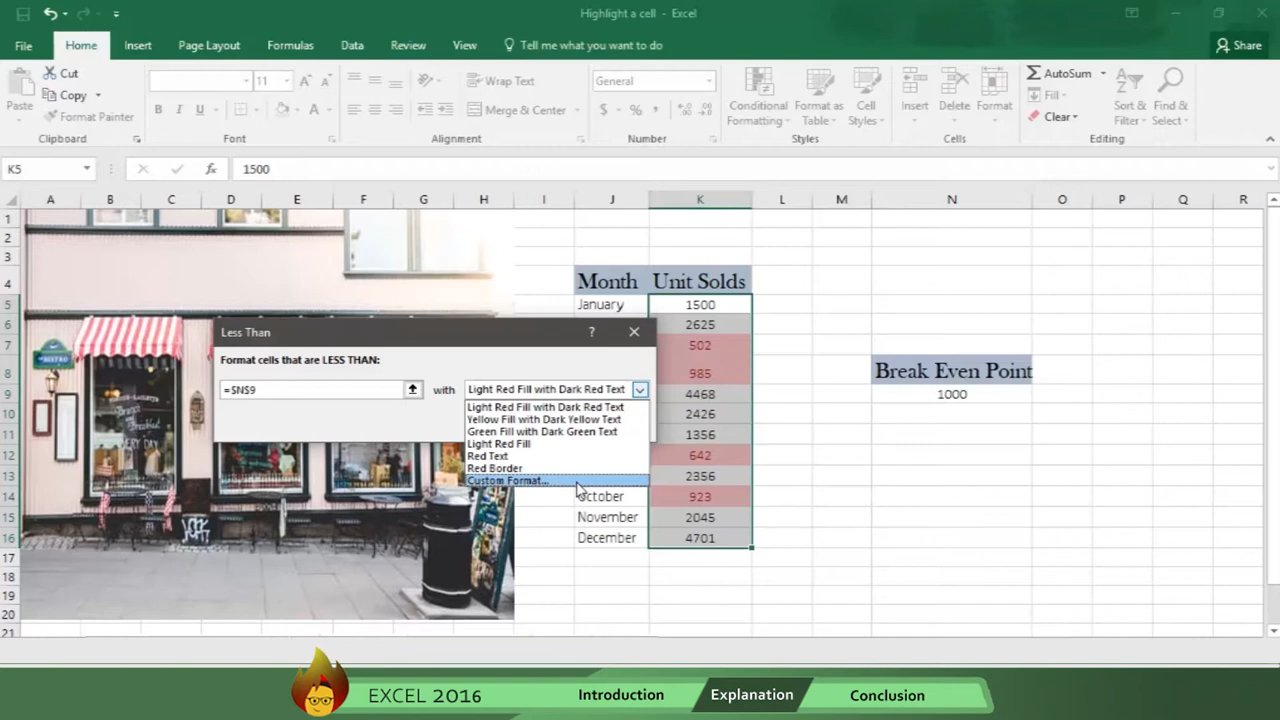 Highlight a cell - Excel
File Home Insert Page Layout Formulas Data Review View Tell me what you want to do Share
Paste
Cut
Copy
Format Painter
Clipboard
11 A A
B I U A
Font
Wrap Text
Merge & Center
Alignment
General
$ % ,
Number
Conditional Formatting
Format as Table
Cell Styles
Styles
Insert Delete Format
Cells
AutoSum
Fill
Clear
Sort & Filter
Find & Select
Editing
K5 fx 1500
A B C D E F G H I J K L M N O P Q R
1
2
3
4 Month Unit Solds
5 January 1500
6 2625
7 502
8 985 Break Even Point
9 4468 1000
10 2426
11 1356
12 642
13 2356
14 October 923
15 November 2045
16 December 4701
17
18
19
20
21
Less Than ?
Format cells that are LESS THAN:
=$N$9 with Light Red Fill with Dark Red Text
Light Red Fill with Dark Red Text
Yellow Fill with Dark Yellow Text
Green Fill with Dark Green Text
Light Red Fill
Red Text
Red Border
Custom Format...
BISTRO
EXCEL 2016 Introduction Explanation Conclusion